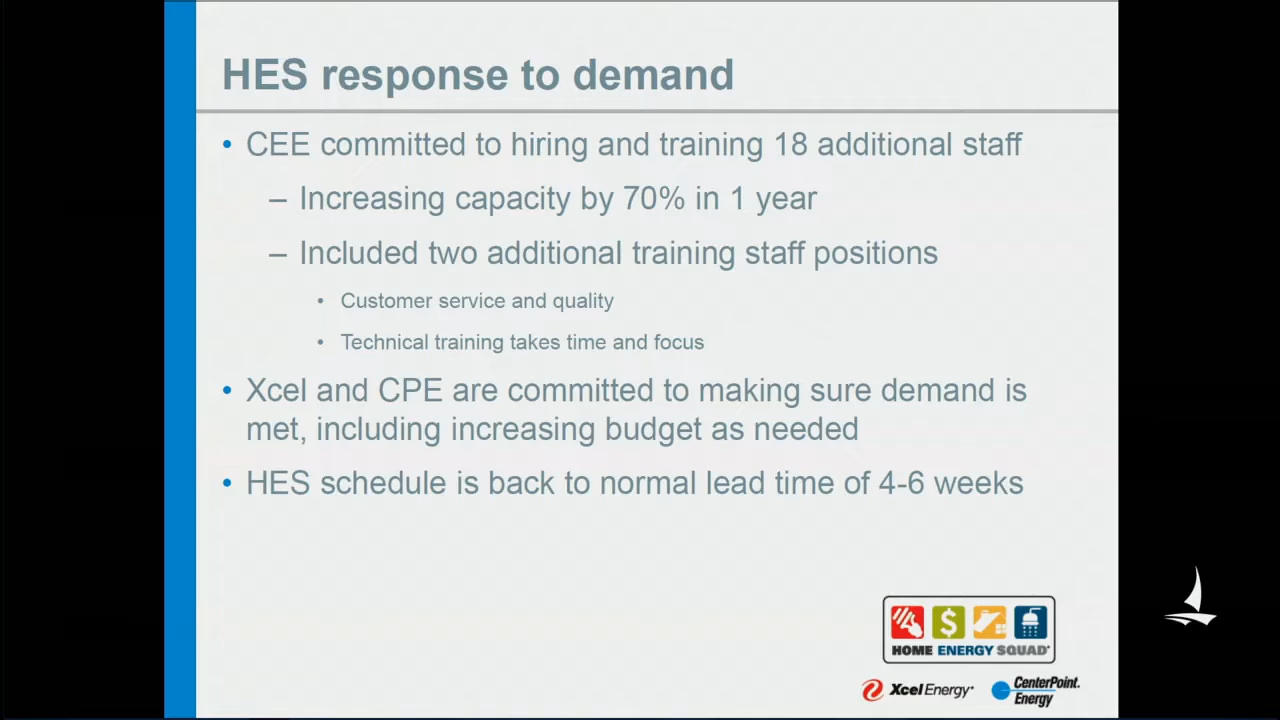 HES response to demand
• CEE committed to hiring and training 18 additional staff
– Increasing capacity by 70% in 1 year
– Included two additional training staff positions
• Customer service and quality
• Technical training takes time and focus
• Xcel and CPE are committed to making sure demand is
met, including increasing budget as needed
• HES schedule is back to normal lead time of 4-6 weeks
$
HOME ENERGY SQUAD
Xcel Energy
CenterPoint.
Energy